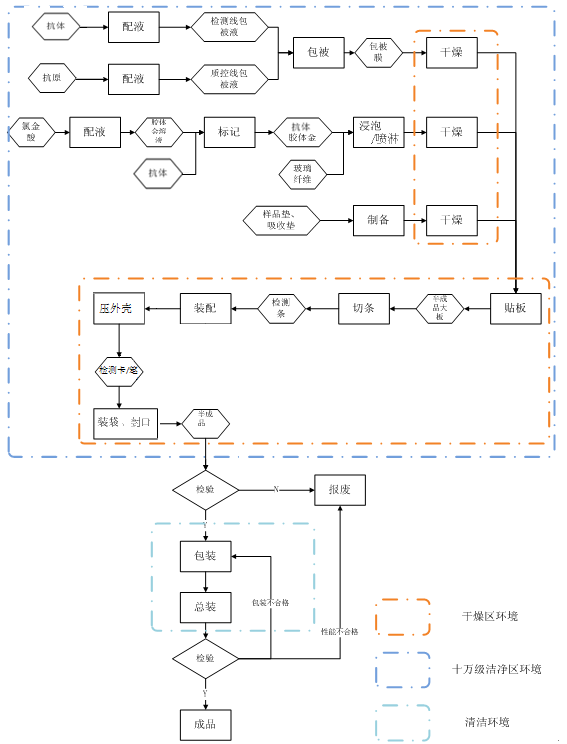 抗体
配液
检测线包
被液
包被
包被
膜
干燥
抗原
配液
质控线包
被液
氯金
酸
配液
胶体
金溶
液
标记
抗体
胶体金
浸泡
/喷淋
干燥
抗体
玻璃
纤维
样品垫、
吸收垫
制备
干燥
压外壳
装配
检测
条
切条
半成
品大
板
贴板
检测卡/笔
装袋、封口
半成
品
检验
N
报废
Y
包装
总装
包装不合格
性能不合格
检验
Y
成品
干燥区环境
十万级洁净区环境
清洁环境